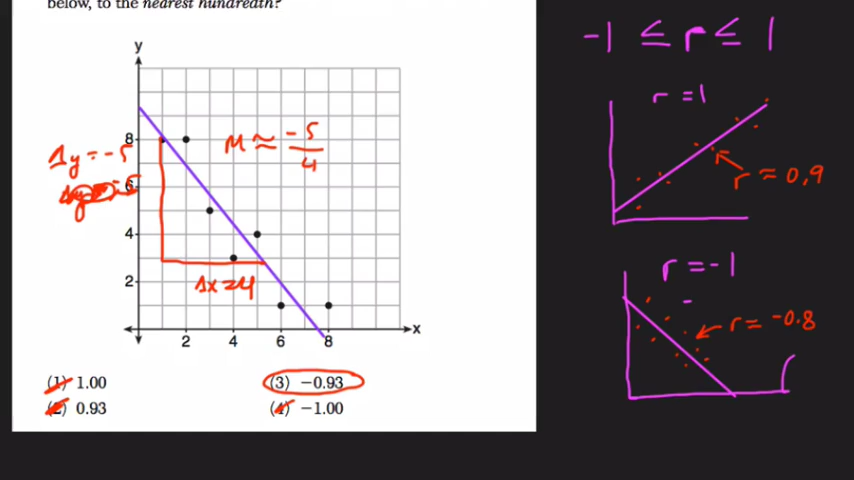 below, to the nearest hundredth?
y
8
6
4
2
2
4
6
8
x
Δy = -5
M ≈ -5/4
Δx = 4
(1) 1.00
(3) −0.93
(2) 0.93
(4) −1.00
-1 ≤ r ≤ 1
r = 1
r ≈ 0,9
r = -1
r = -0.8